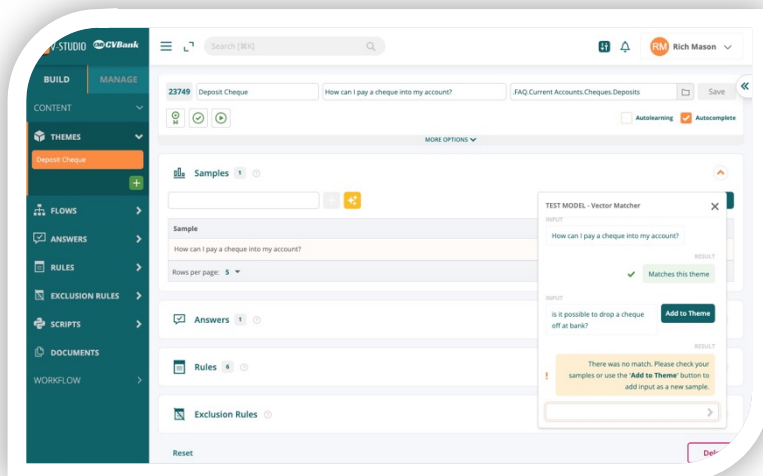 V-STUDIO CVBank
Search [⌘K]
RM Rich Mason
BUILD MANAGE
CONTENT
THEMES
Deposit Cheque
FLOWS
ANSWERS
RULES
EXCLUSION RULES
SCRIPTS
DOCUMENTS
WORKFLOW
23749 Deposit Cheque How can I pay a cheque into my account? .FAQ.Current Accounts.Cheques.Deposits Save
Autolearning Autocomplete
MORE OPTIONS
Samples 1
Sample
How can I pay a cheque into my account?
Rows per page: 5
Answers 1
Rules 6
Exclusion Rules
Reset
TEST MODEL - Vector Matcher
INPUT
How can I pay a cheque into my account?
RESULT
Matches this theme
INPUT
is it possible to drop a cheque
off at bank?
Add to Theme
RESULT
There was no match. Please check your
samples or use the 'Add to Theme' button to
add input as a new sample.